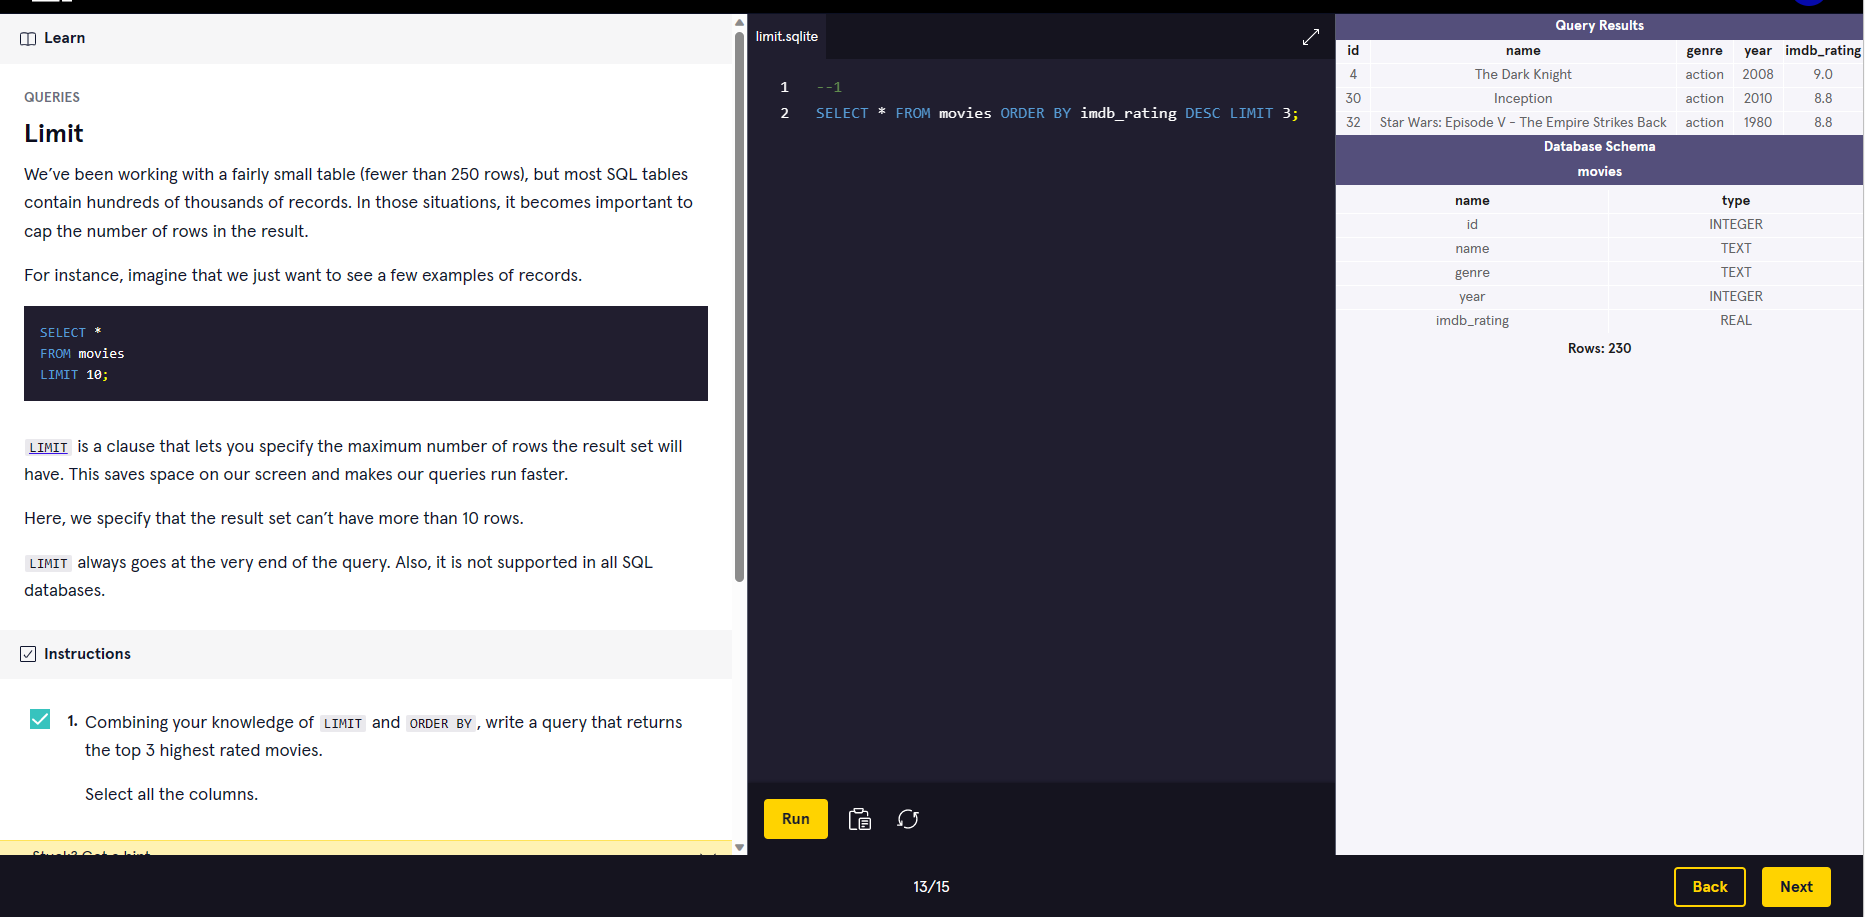 Learn
QUERIES
Limit
We've been working with a fairly small table (fewer than 250 rows), but most SQL tables
contain hundreds of thousands of records. In those situations, it becomes important to
cap the number of rows in the result.
For instance, imagine that we just want to see a few examples of records.
SELECT *
FROM movies
LIMIT 10;
LIMIT is a clause that lets you specify the maximum number of rows the result set will
have. This saves space on our screen and makes our queries run faster.
Here, we specify that the result set can't have more than 10 rows.
LIMIT always goes at the very end of the query. Also, it is not supported in all SQL
databases.
Instructions
1. Combining your knowledge of LIMIT and ORDER BY, write a query that returns
the top 3 highest rated movies.
Select all the columns.
Stuck? Get a hint
limit.sqlite
1 --1
2 SELECT * FROM movies ORDER BY imdb_rating DESC LIMIT 3;
Run
Query Results
id name genre year imdb_rating
4 The Dark Knight action 2008 9.0
30 Inception action 2010 8.8
32 Star Wars: Episode V - The Empire Strikes Back action 1980 8.8
Database Schema
movies
name type
id INTEGER
name TEXT
genre TEXT
year INTEGER
imdb_rating REAL
Rows: 230
13/15
Back
Next